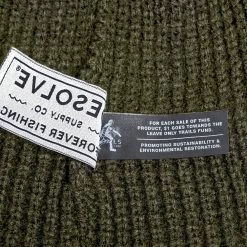 ESOLVE
SUPPLY CO.
OREVER FISHING
FOR EACH SALE OF THIS
PRODUCT, $1 GOES TOWARDS THE
LEAVE ONLY TRAILS FUND.
PROMOTING SUSTAINABILITY &
ENVIRONMENTAL RESTORATION.